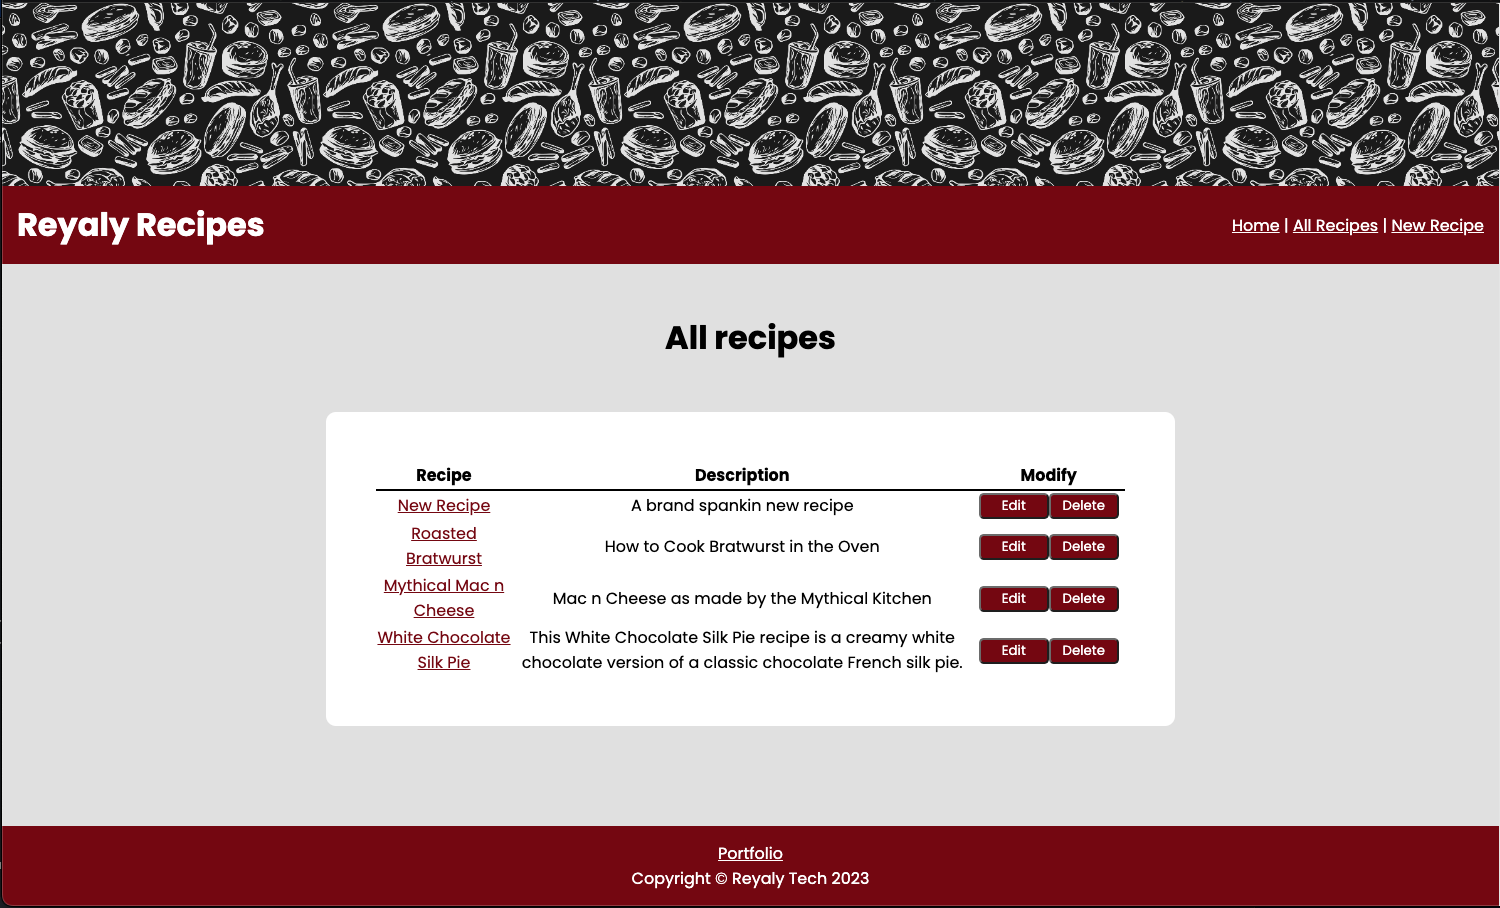 Reyaly Recipes
Home | All Recipes | New Recipe
All recipes
Recipe Description Modify
New Recipe A brand spankin new recipe Edit Delete
Roasted
Bratwurst How to Cook Bratwurst in the Oven Edit Delete
Mythical Mac n
Cheese Mac n Cheese as made by the Mythical Kitchen Edit Delete
White Chocolate This White Chocolate Silk Pie recipe is a creamy white
Silk Pie chocolate version of a classic chocolate French silk pie. Edit Delete
Portfolio
Copyright © Reyaly Tech 2023